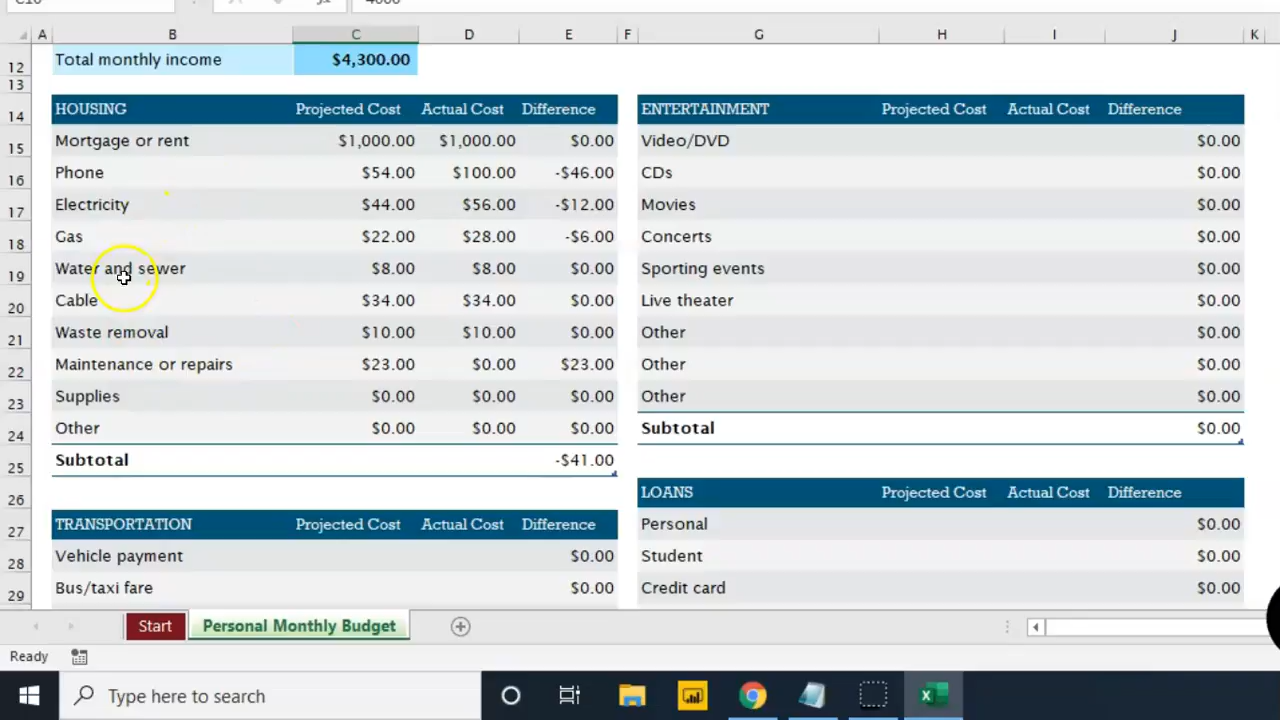 A B C D E F G H I J K
12 Total monthly income $4,300.00
13
14 HOUSING Projected Cost Actual Cost Difference ENTERTAINMENT Projected Cost Actual Cost Difference
15 Mortgage or rent $1,000.00 $1,000.00 $0.00 Video/DVD $0.00
16 Phone $54.00 $100.00 -$46.00 CDs $0.00
17 Electricity $44.00 $56.00 -$12.00 Movies $0.00
18 Gas $22.00 $28.00 -$6.00 Concerts $0.00
19 Water and sewer $8.00 $8.00 $0.00 Sporting events $0.00
20 Cable $34.00 $34.00 $0.00 Live theater $0.00
21 Waste removal $10.00 $10.00 $0.00 Other $0.00
22 Maintenance or repairs $23.00 $0.00 $23.00 Other $0.00
23 Supplies $0.00 $0.00 $0.00 Other $0.00
24 Other $0.00 $0.00 $0.00 Subtotal $0.00
25 Subtotal -$41.00
26 LOANS Projected Cost Actual Cost Difference
27 TRANSPORTATION Projected Cost Actual Cost Difference Personal $0.00
28 Vehicle payment $0.00 Student $0.00
29 Bus/taxi fare $0.00 Credit card $0.00
Start Personal Monthly Budget
Ready
Type here to search